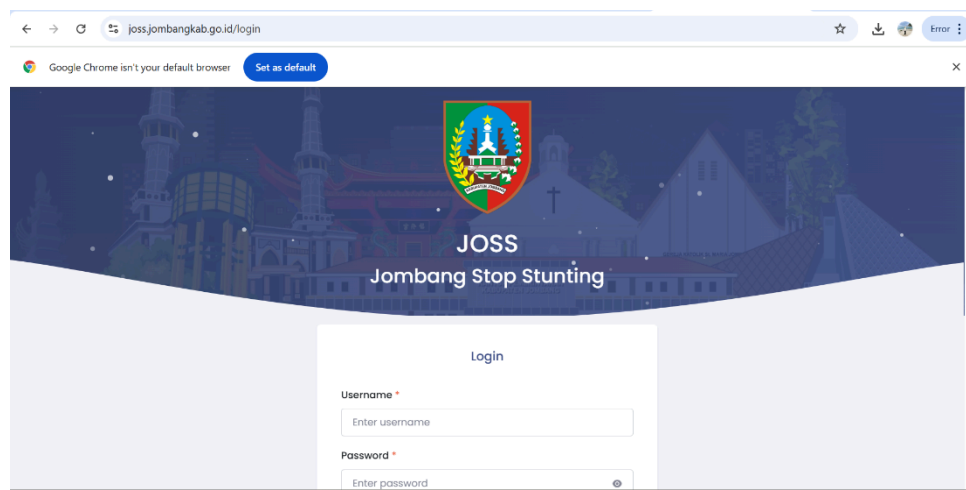 joss.jombangkab.go.id/login
Error
Google Chrome isn't your default browser
Set as default
JOSS
Jombang Stop Stunting
Login
Username *
Enter username
Password *
Enter password